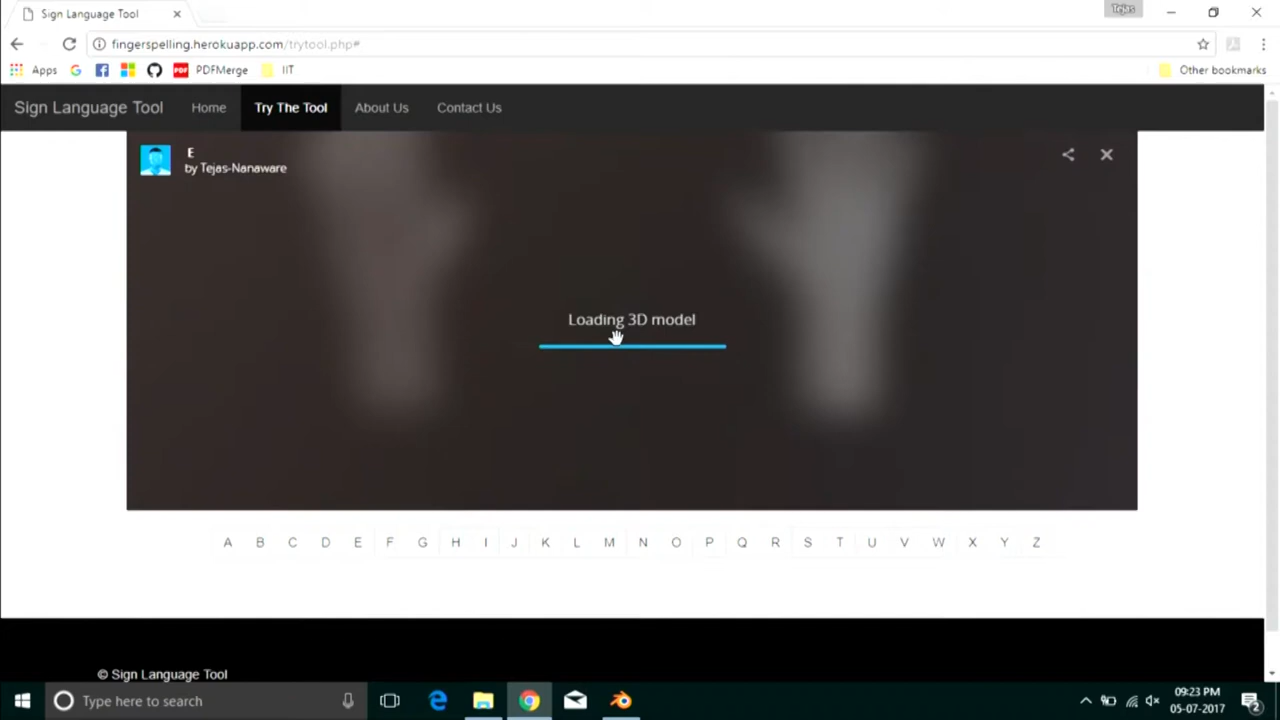 Sign Language Tool
Tejas
fingerspelling.herokuapp.com/trytool.php#
Apps
PDF PDFMerge
IIT
Other bookmarks
Sign Language Tool Home Try The Tool About Us Contact Us
E
by Tejas-Nanaware
Loading 3D model
A B C D E F G H I J K L M N O P Q R S T U V W X Y Z
© Sign Language Tool
Type here to search
09:23 PM
05-07-2017
2